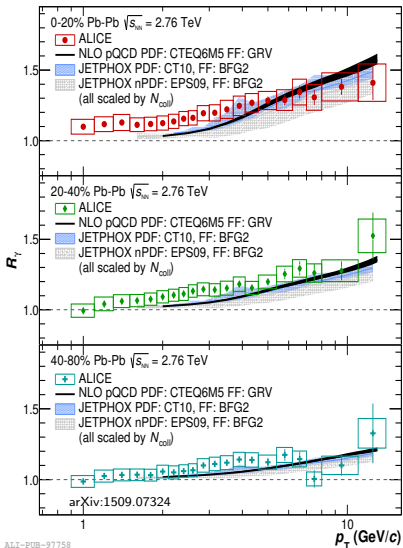 0-20% Pb-Pb √s_NN = 2.76 TeV
ALICE
NLO pQCD PDF: CTEQ6M5 FF: GRV
JETPHOX PDF: CT10, FF: BFG2
JETPHOX nPDF: EPS09, FF: BFG2
(all scaled by N_coll)
1.5
1.0
20-40% Pb-Pb √s_NN = 2.76 TeV
ALICE
NLO pQCD PDF: CTEQ6M5 FF: GRV
JETPHOX PDF: CT10, FF: BFG2
JETPHOX nPDF: EPS09, FF: BFG2
(all scaled by N_coll)
1.5
1.0
R_γ
40-80% Pb-Pb √s_NN = 2.76 TeV
ALICE
NLO pQCD PDF: CTEQ6M5 FF: GRV
JETPHOX PDF: CT10, FF: BFG2
JETPHOX nPDF: EPS09, FF: BFG2
(all scaled by N_coll)
1.5
1.0
arXiv:1509.07324
1
10
p_T (GeV/c)
ALI-PUB-97758